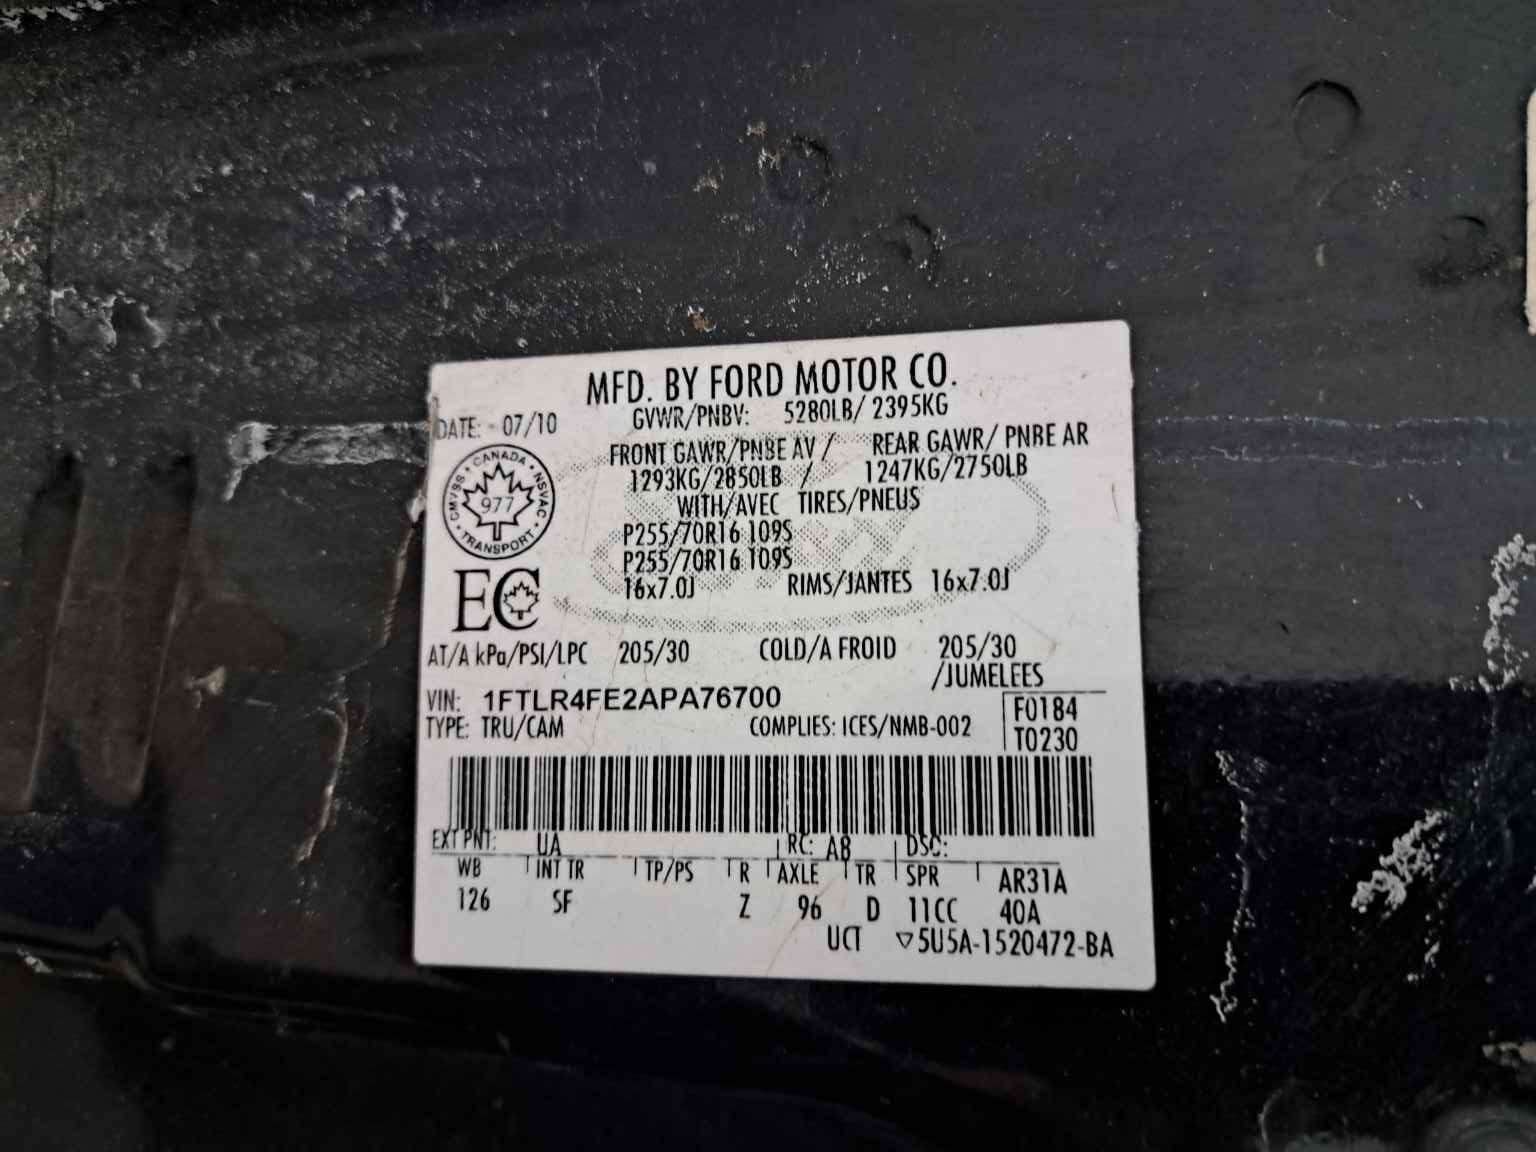 MFD. BY FORD MOTOR CO.
DATE: 07/10
GVWR/PNBV: 5280LB/ 2395KG
FRONT GAWR/PNBE AV / REAR GAWR/ PNBE AR
1293KG/2850LB / 1247KG/2750LB
WITH/AVEC TIRES/PNEUS
P255/70R16 109S
P255/70R16 109S
16x7.0J RIMS/JANTES 16x7.0J
CANADA
CMVSS NSVAC
977
TRANSPORT
EC
AT/A kPa/PSI/LPC 205/30 COLD/A FROID 205/30
/JUMELEES
VIN: 1FTLR4FE2APA76700
F0184
TYPE: TRU/CAM COMPLIES: ICES/NMB-002
T0230
EXT PNT: UA RC: A8 DSO:
WB INT TR TP/PS R AXLE TR SPR AR31A
126 SF Z 96 D 11CC 40A
UCT ▽5U5A-1520472-BA